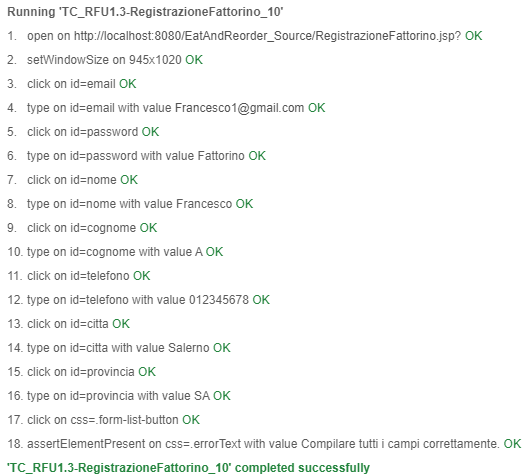 Running 'TC_RFU1.3-RegistrazioneFattorino_10'
1. open on http://localhost:8080/EatAndReorder_Source/RegistrazioneFattorino.jsp? OK
2. setWindowSize on 945x1020 OK
3. click on id=email OK
4. type on id=email with value Francesco1@gmail.com OK
5. click on id=password OK
6. type on id=password with value Fattorino OK
7. click on id=nome OK
8. type on id=nome with value Francesco OK
9. click on id=cognome OK
10. type on id=cognome with value A OK
11. click on id=telefono OK
12. type on id=telefono with value 012345678 OK
13. click on id=citta OK
14. type on id=citta with value Salerno OK
15. click on id=provincia OK
16. type on id=provincia with value SA OK
17. click on css=.form-list-button OK
18. assertElementPresent on css=.errorText with value Compilare tutti i campi correttamente. OK
'TC_RFU1.3-RegistrazioneFattorino_10' completed successfully